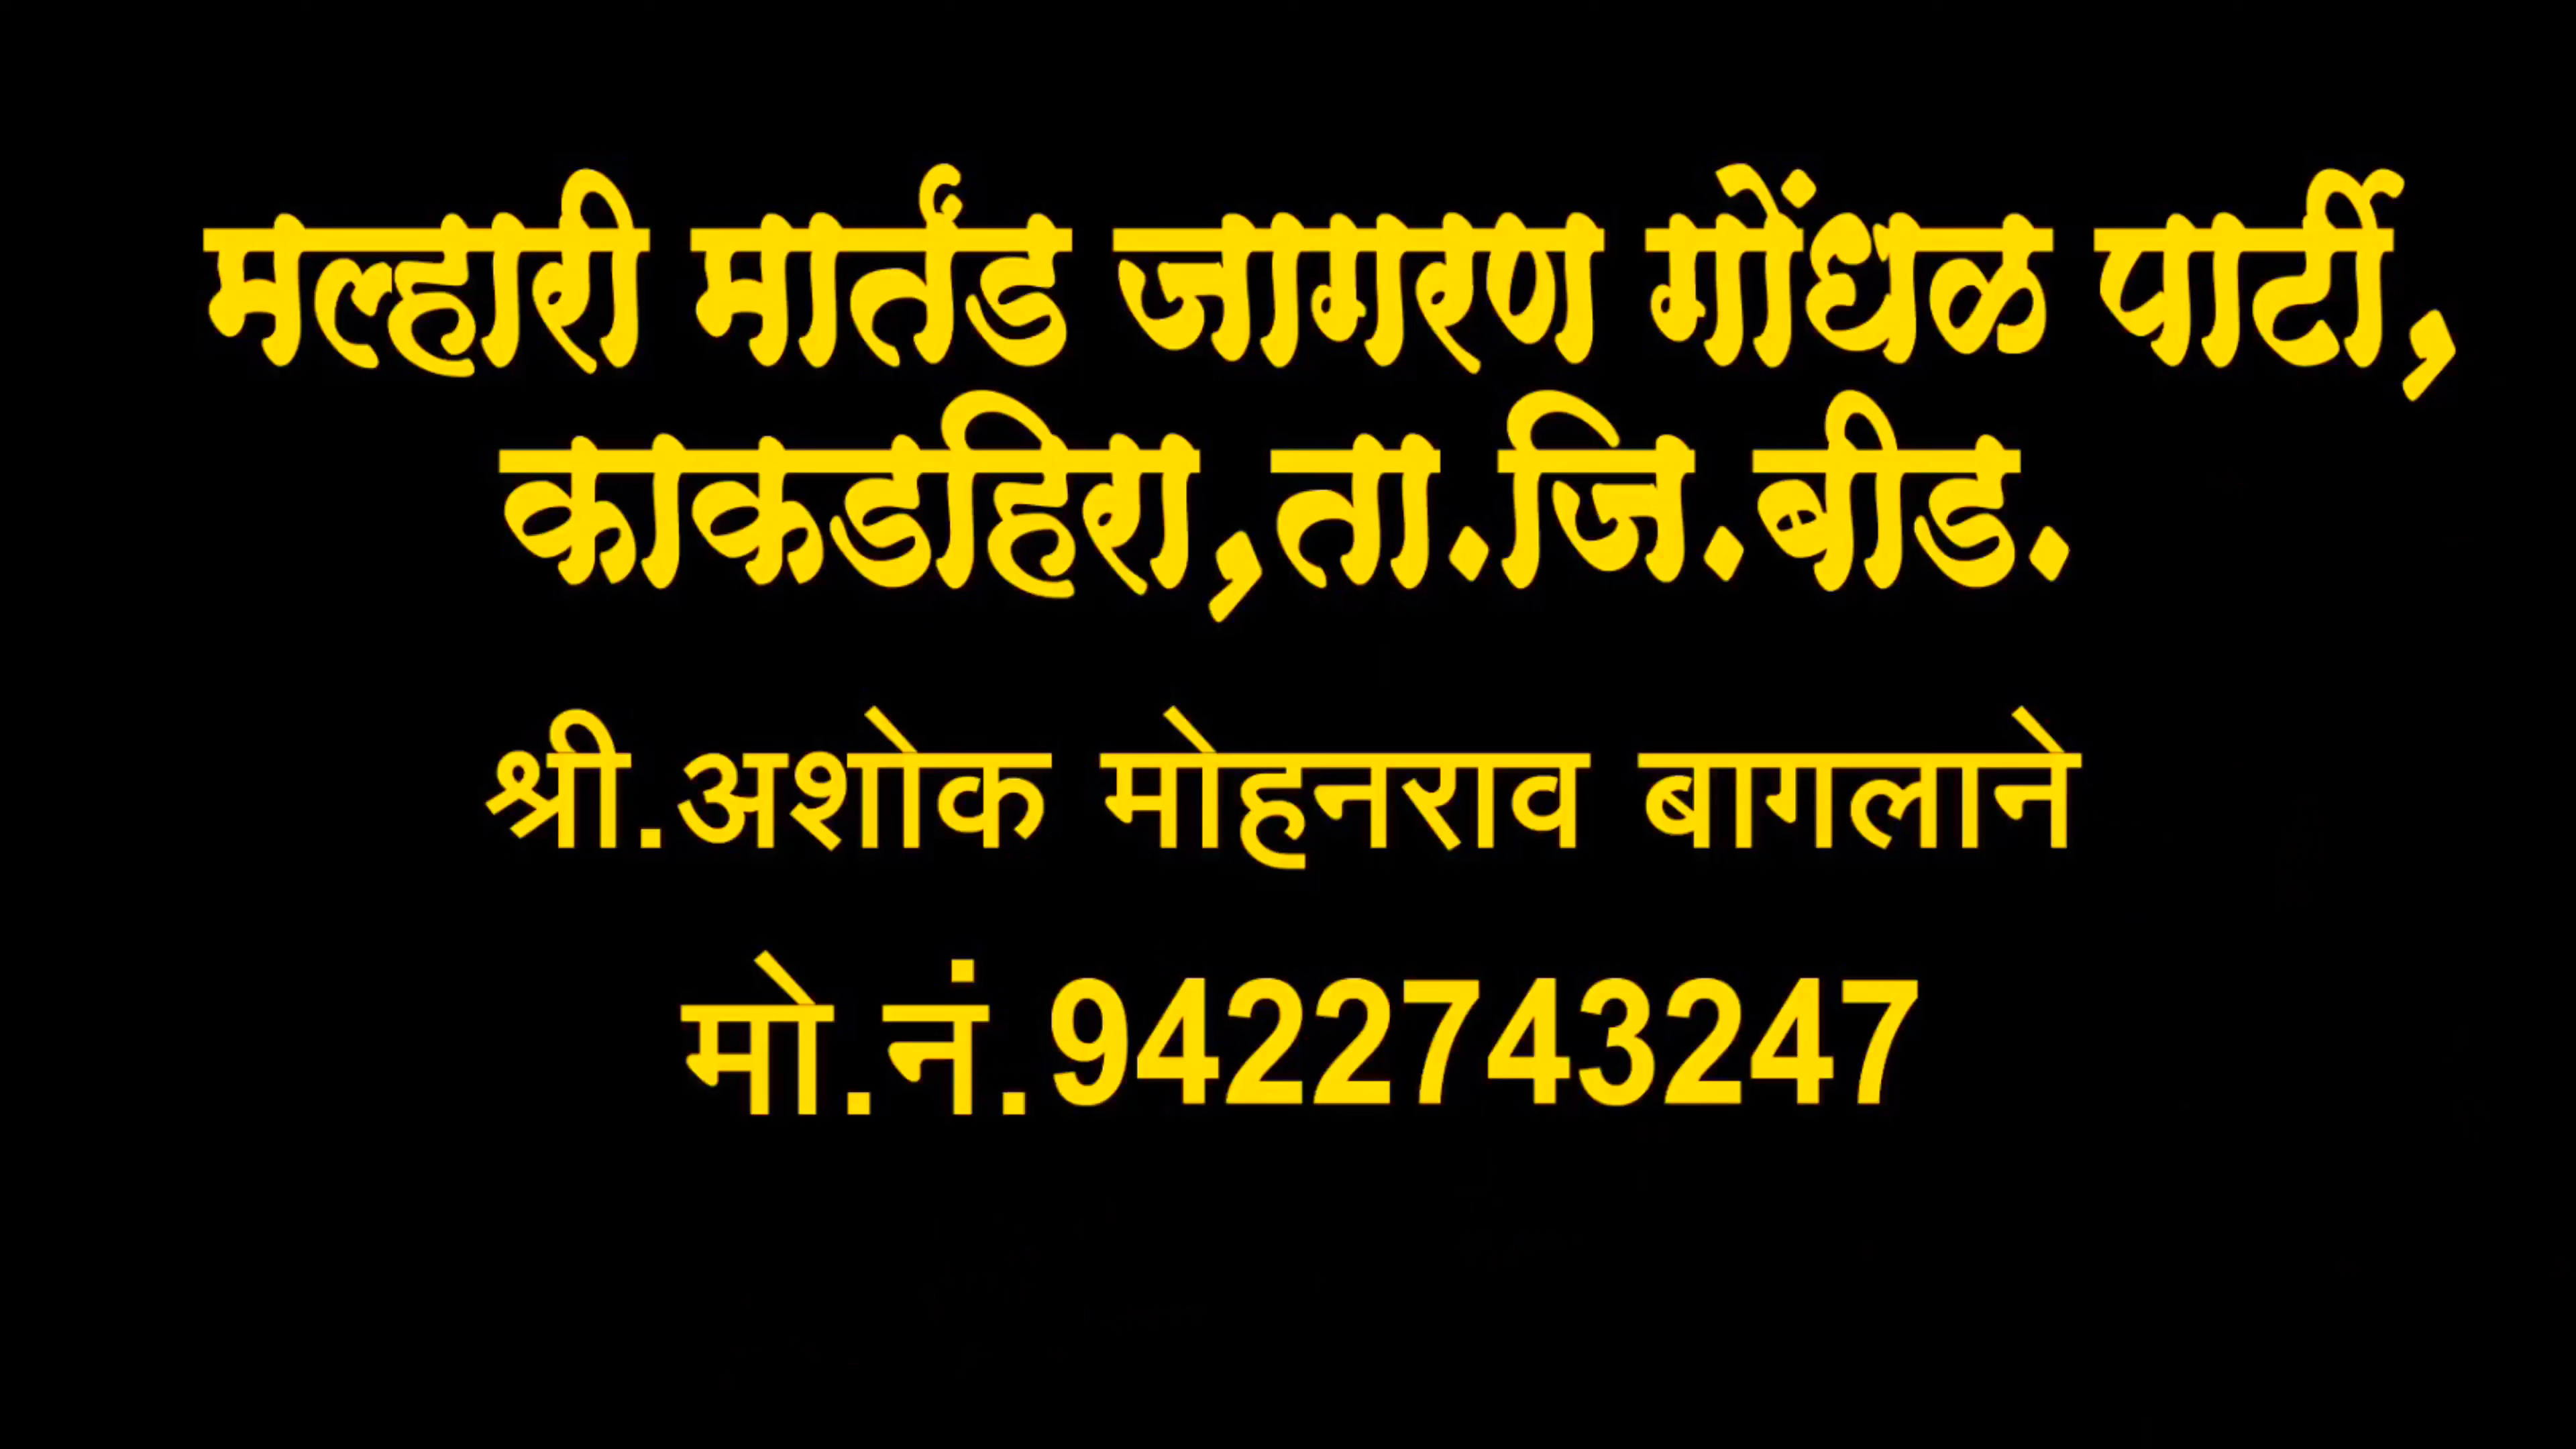 मल्हारी मार्तंड जागरण गोंधळ पार्टी,
काकडहिरा,ता.जि.बीड.
श्री.अशोक मोहनराव बागलाने
मो.नं.9422743247